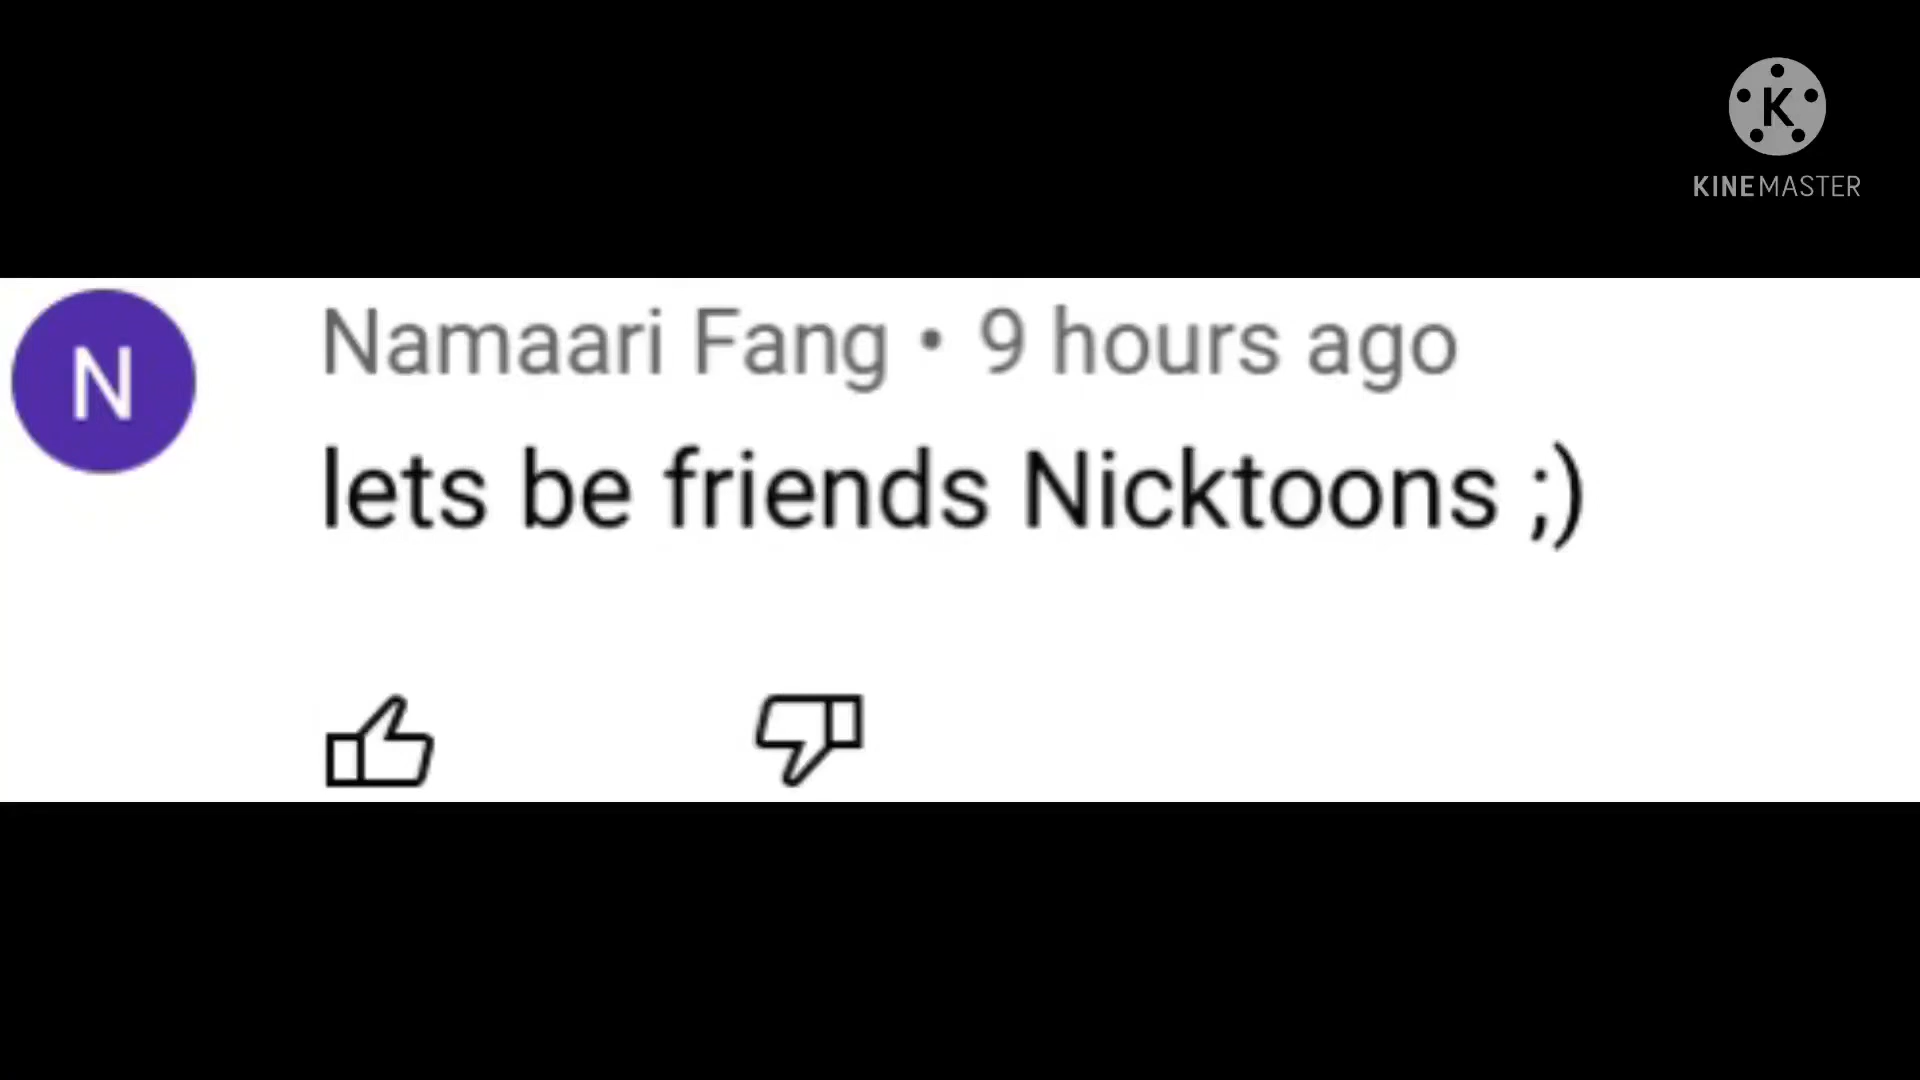 K
KINEMASTER
N
Namaari Fang • 9 hours ago
lets be friends Nicktoons ;)